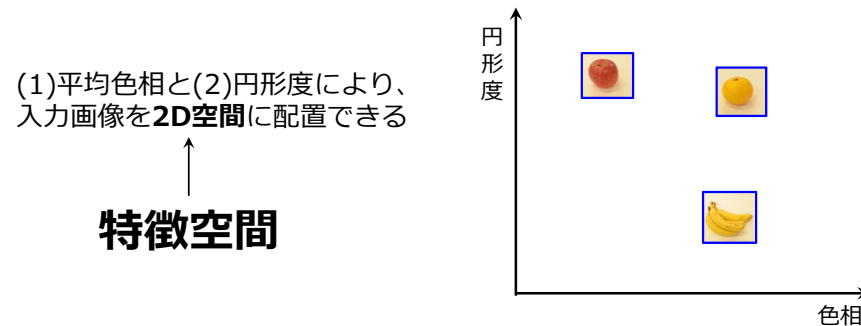 (1)平均色相と(2)円形度により、
入力画像を2D空間に配置できる
特徴空間
円形度
色相